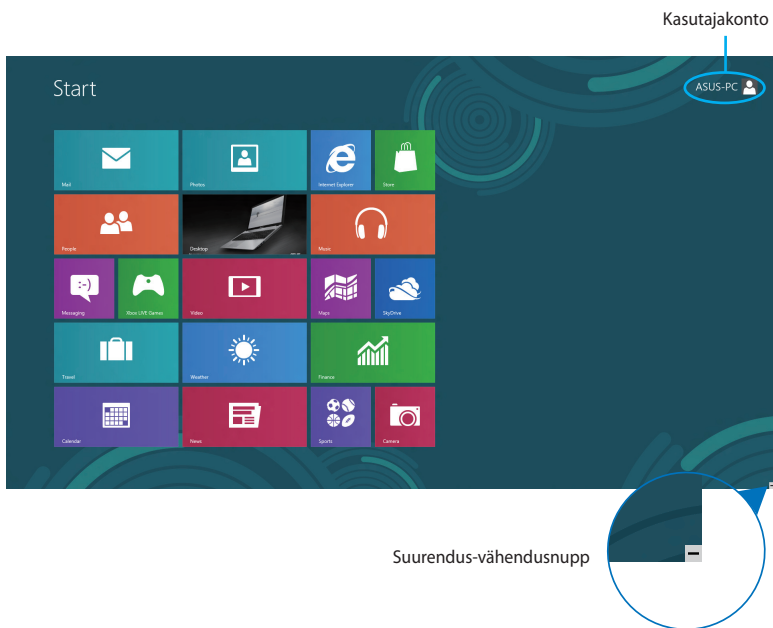 Kasutajakonto
Start
ASUS-PC
Mail
Photos
Internet Explorer
Store
People
Desktop
Music
Messaging
Xbox LIVE Games
Video
Maps
SkyDrive
Travel
Weather
Finance
Calendar
News
Sports
Camera
Suurendus-vähendusnupp